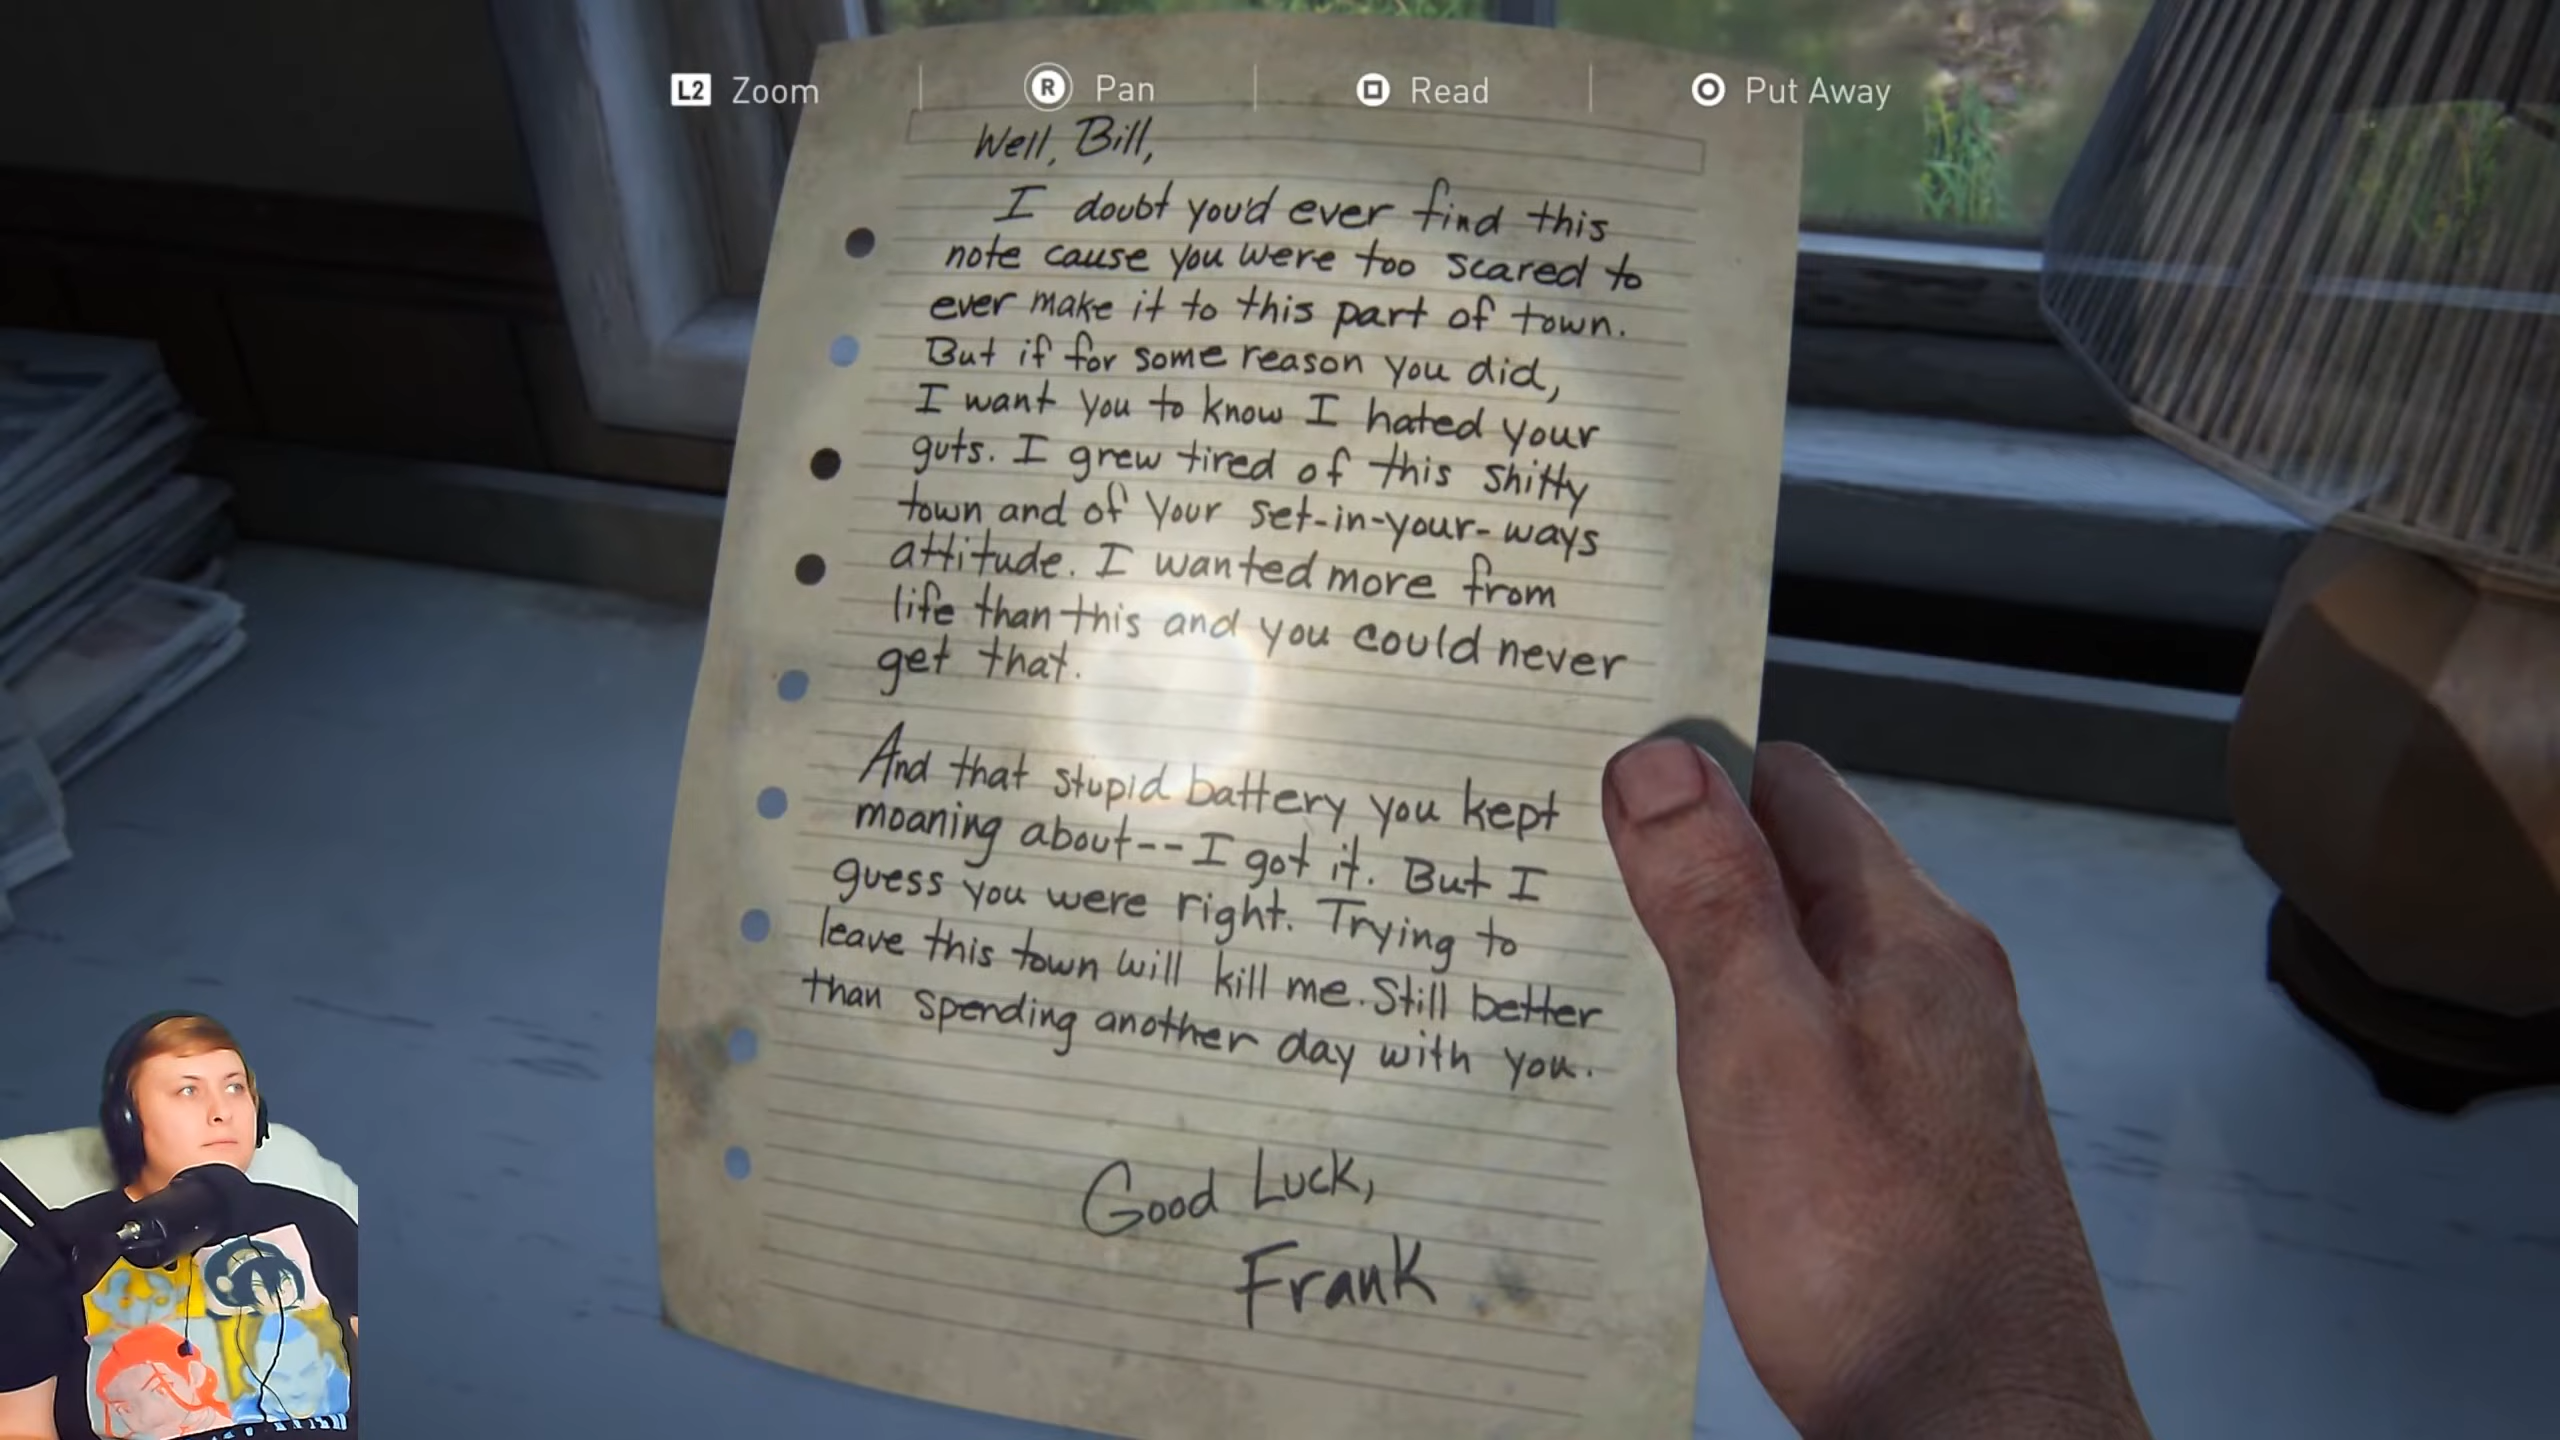 L2 Zoom R Pan Read Put Away
Well, Bill,
I doubt you'd ever find this
note cause you were too scared to
ever make it to this part of town.
But if for some reason you did,
I want you to know I hated your
guts. I grew tired of this shitty
town and of your set-in-your-ways
attitude. I wanted more from
life than this and you could never
get that.
And that stupid battery you kept
moaning about-- I got it. But I
guess you were right. Trying to
leave this town will kill me. Still better
than spending another day with you.
Good Luck,
Frank